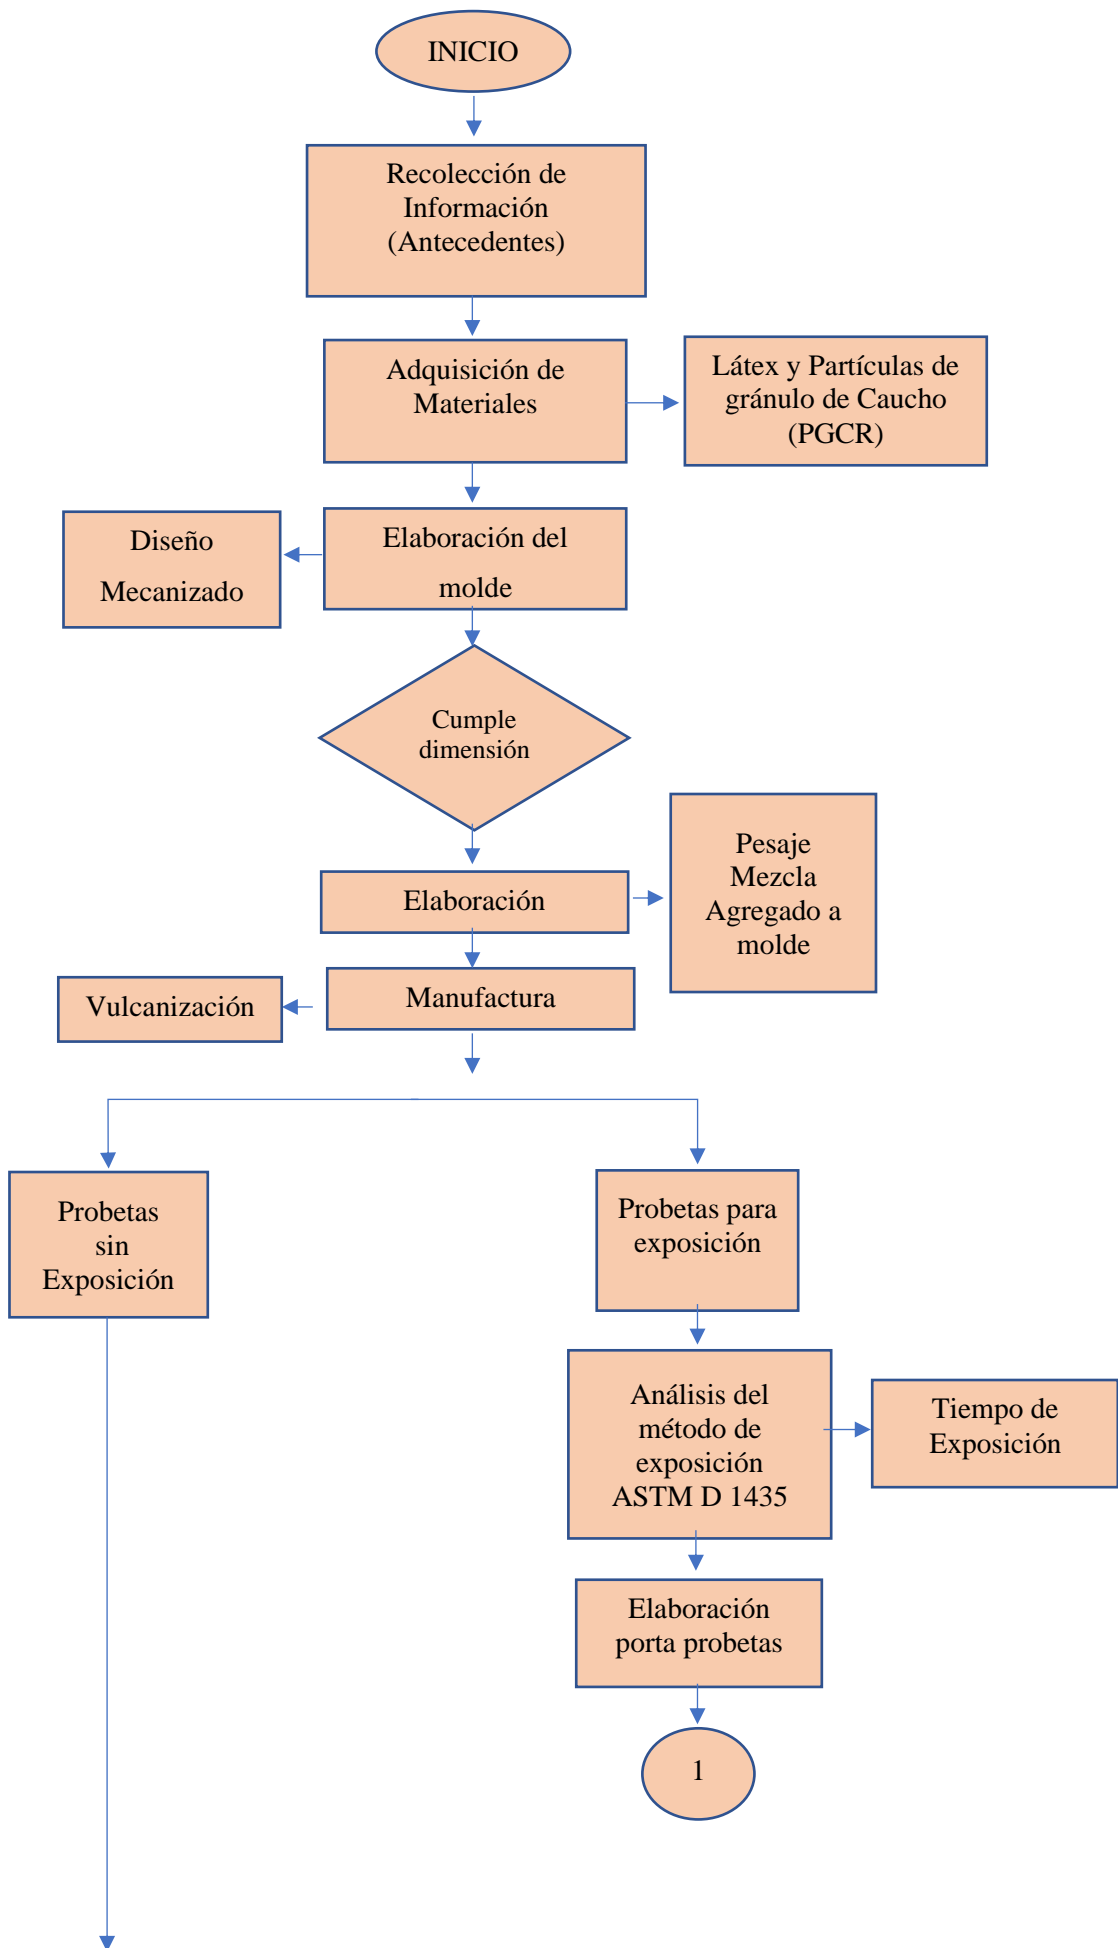 INICIO
Recolección de
Información
(Antecedentes)
Adquisición de
Materiales
Látex y Partículas de
gránulo de Caucho
(PGCR)
Diseño
Mecanizado
Elaboración del
molde
Cumple
dimensión
Pesaje
Mezcla
Agregado a
molde
Elaboración
Vulcanización
Manufactura
Probetas
sin
Exposición
Probetas para
exposición
Análisis del
método de
exposición
ASTM D 1435
Tiempo de
Exposición
Elaboración
porta probetas
1